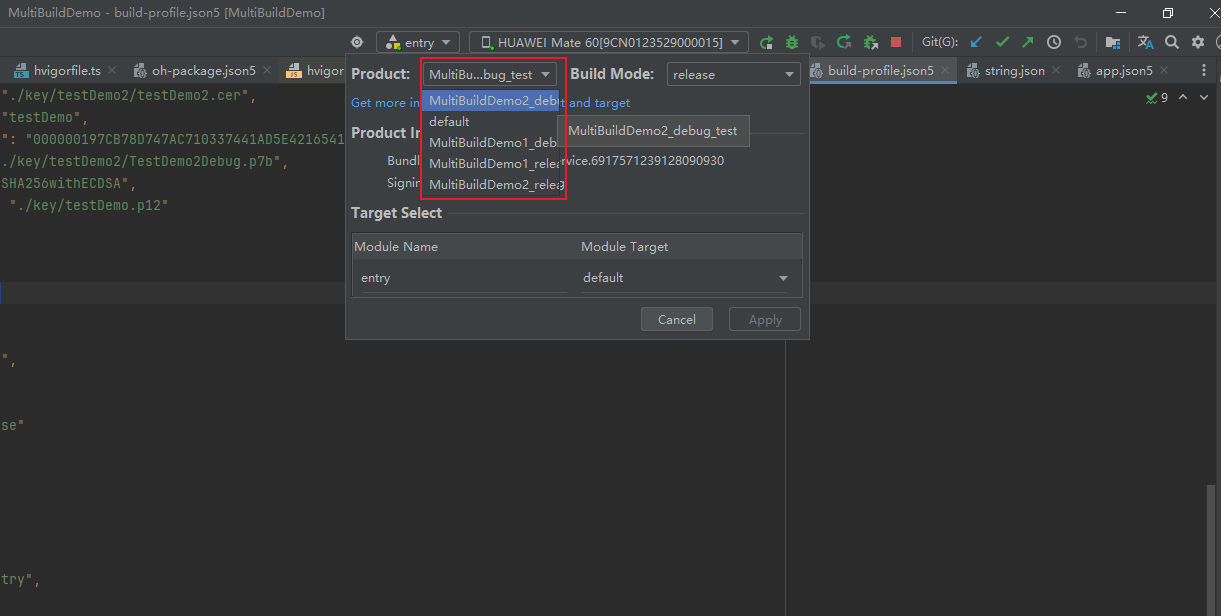 MultiBuildDemo - build-profile.json5 [MultiBuildDemo]
entry
HUAWEI Mate 60[9CN0123529000015]
Git(G):
hvigorfile.ts
oh-package.json5
hvigor
build-profile.json5
string.json
app.json5
"./key/testDemo2/testDemo2.cer",
"testDemo",
": "000000197CB78D747AC710337441AD5E4216541
./key/testDemo2/TestDemo2Debug.p7b",
SHA256withECDSA",
"./key/testDemo.p12"
",
se"
try",
9
Product:
MultiBu...bug_test
Build Mode:
release
Get more in
t and target
MultiBuildDemo2_debu
default
MultiBuildDemo1_deb
MultiBuildDemo1_relea
MultiBuildDemo2_releag
MultiBuildDemo2_debug_test
Product In
Bundl
rvice.6917571239128090930
Signin
Target Select
Module Name
Module Target
entry
default
Cancel
Apply